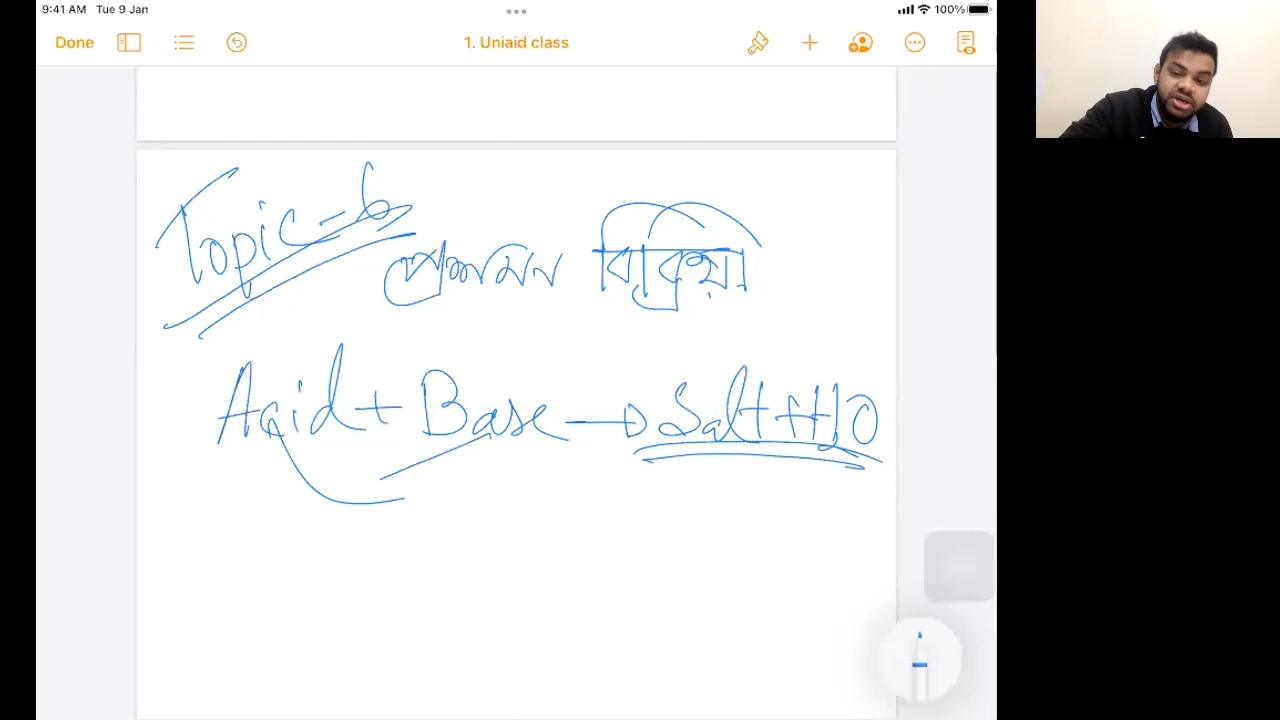 9:41 AM Tue 9 Jan 100%
Done 1. Uniaid class
Topic-6
প্রশমন বিক্রিয়া
Acid + Base → Salt + H₂O